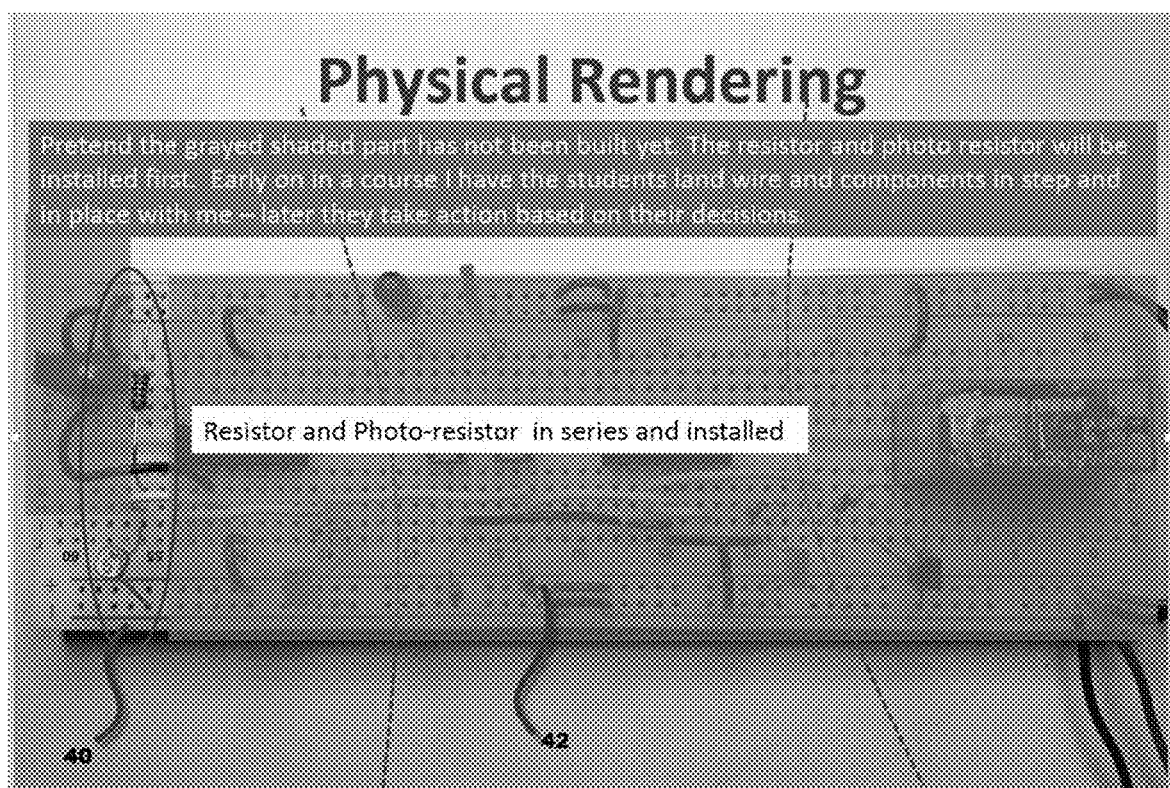 Physical Rendering
Pretend the grayed shaded part has not been built yet. The resistor and photo resistor will be
installed first. Early on in a course I have the students land wire and components in step and
in place with me – later they take action based on their decisions.
Resistor and Photo-resistor in series and installed
60 55
40
42